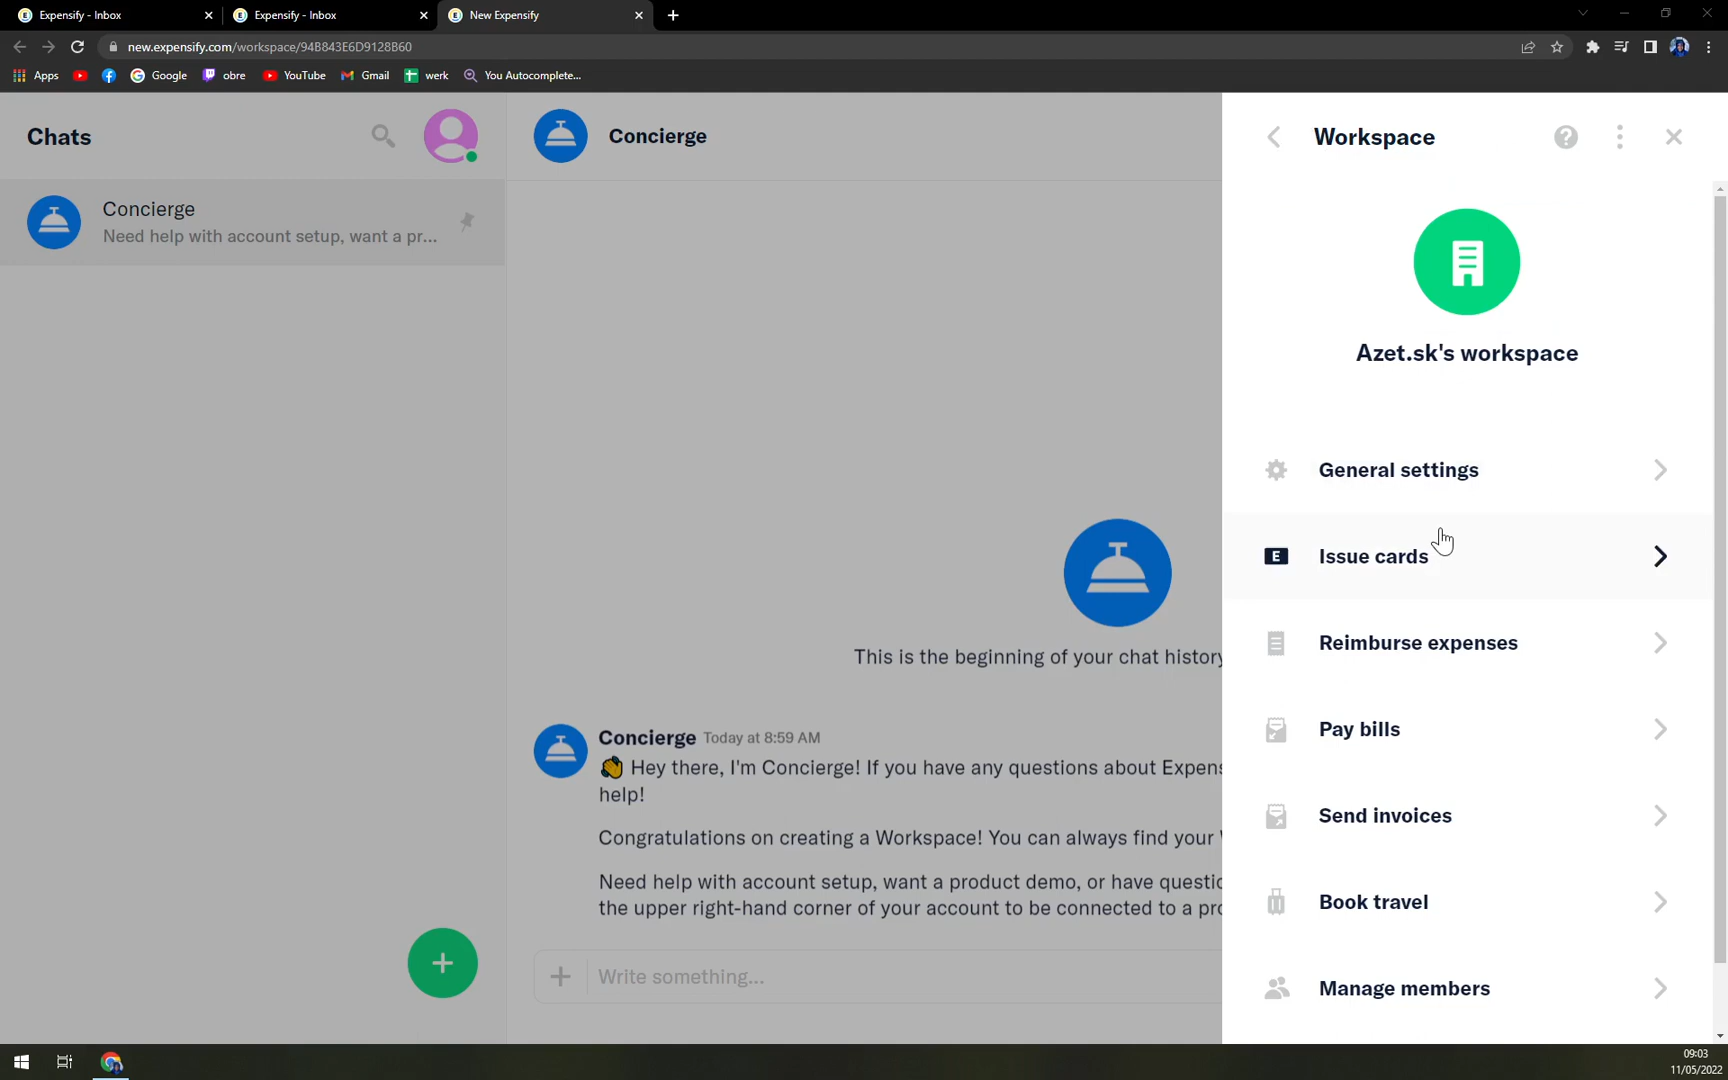 Expensify - Inbox
Expensify - Inbox
New Expensify
new.expensify.com/workspace/94B843E6D9128B60
Apps
Google
obre
YouTube
Gmail
werk
You Autocomplete...
Chats
Concierge
Need help with account setup, want a pr...
Concierge
This is the beginning of your chat history
Concierge Today at 8:59 AM
👋 Hey there, I'm Concierge! If you have any questions about Expens
help!
Congratulations on creating a Workspace! You can always find your
Need help with account setup, want a product demo, or have questic
the upper right-hand corner of your account to be connected to a pro
Write something...
Workspace
Azet.sk's workspace
General settings
E
Issue cards
Reimburse expenses
Pay bills
Send invoices
Book travel
Manage members
09:03
11/05/2022